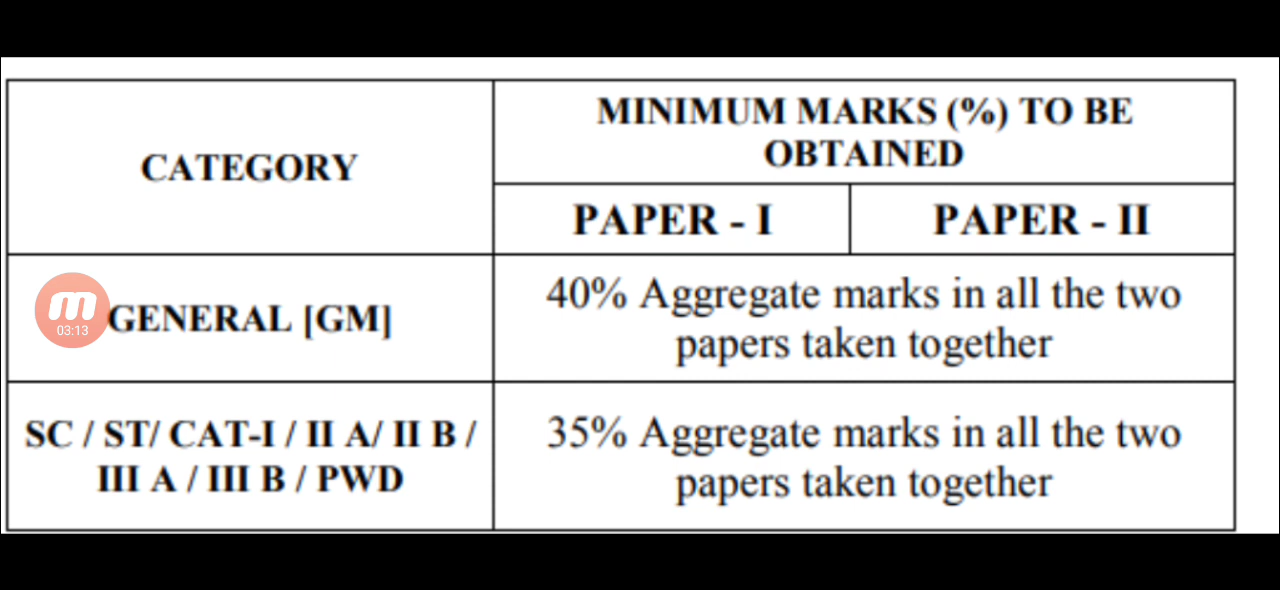 CATEGORY
MINIMUM MARKS (%) TO BE
OBTAINED
PAPER - I
PAPER - II
03:13
GENERAL [GM]
40% Aggregate marks in all the two
papers taken together
SC / ST/ CAT-I / II A/ II B /
III A / III B / PWD
35% Aggregate marks in all the two
papers taken together